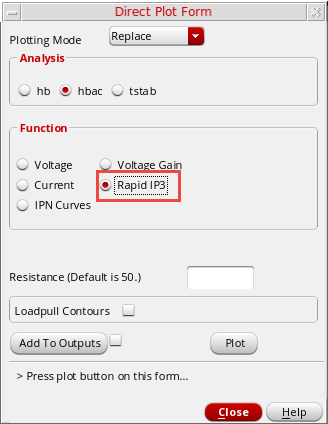 Direct Plot Form
Plotting Mode Replace
Analysis
hb hbac tstab
Function
Voltage Voltage Gain
Current Rapid IP3
IPN Curves
Resistance (Default is 50.)
Loadpull Contours
Add To Outputs Plot
> Press plot button on this form...
Close Help